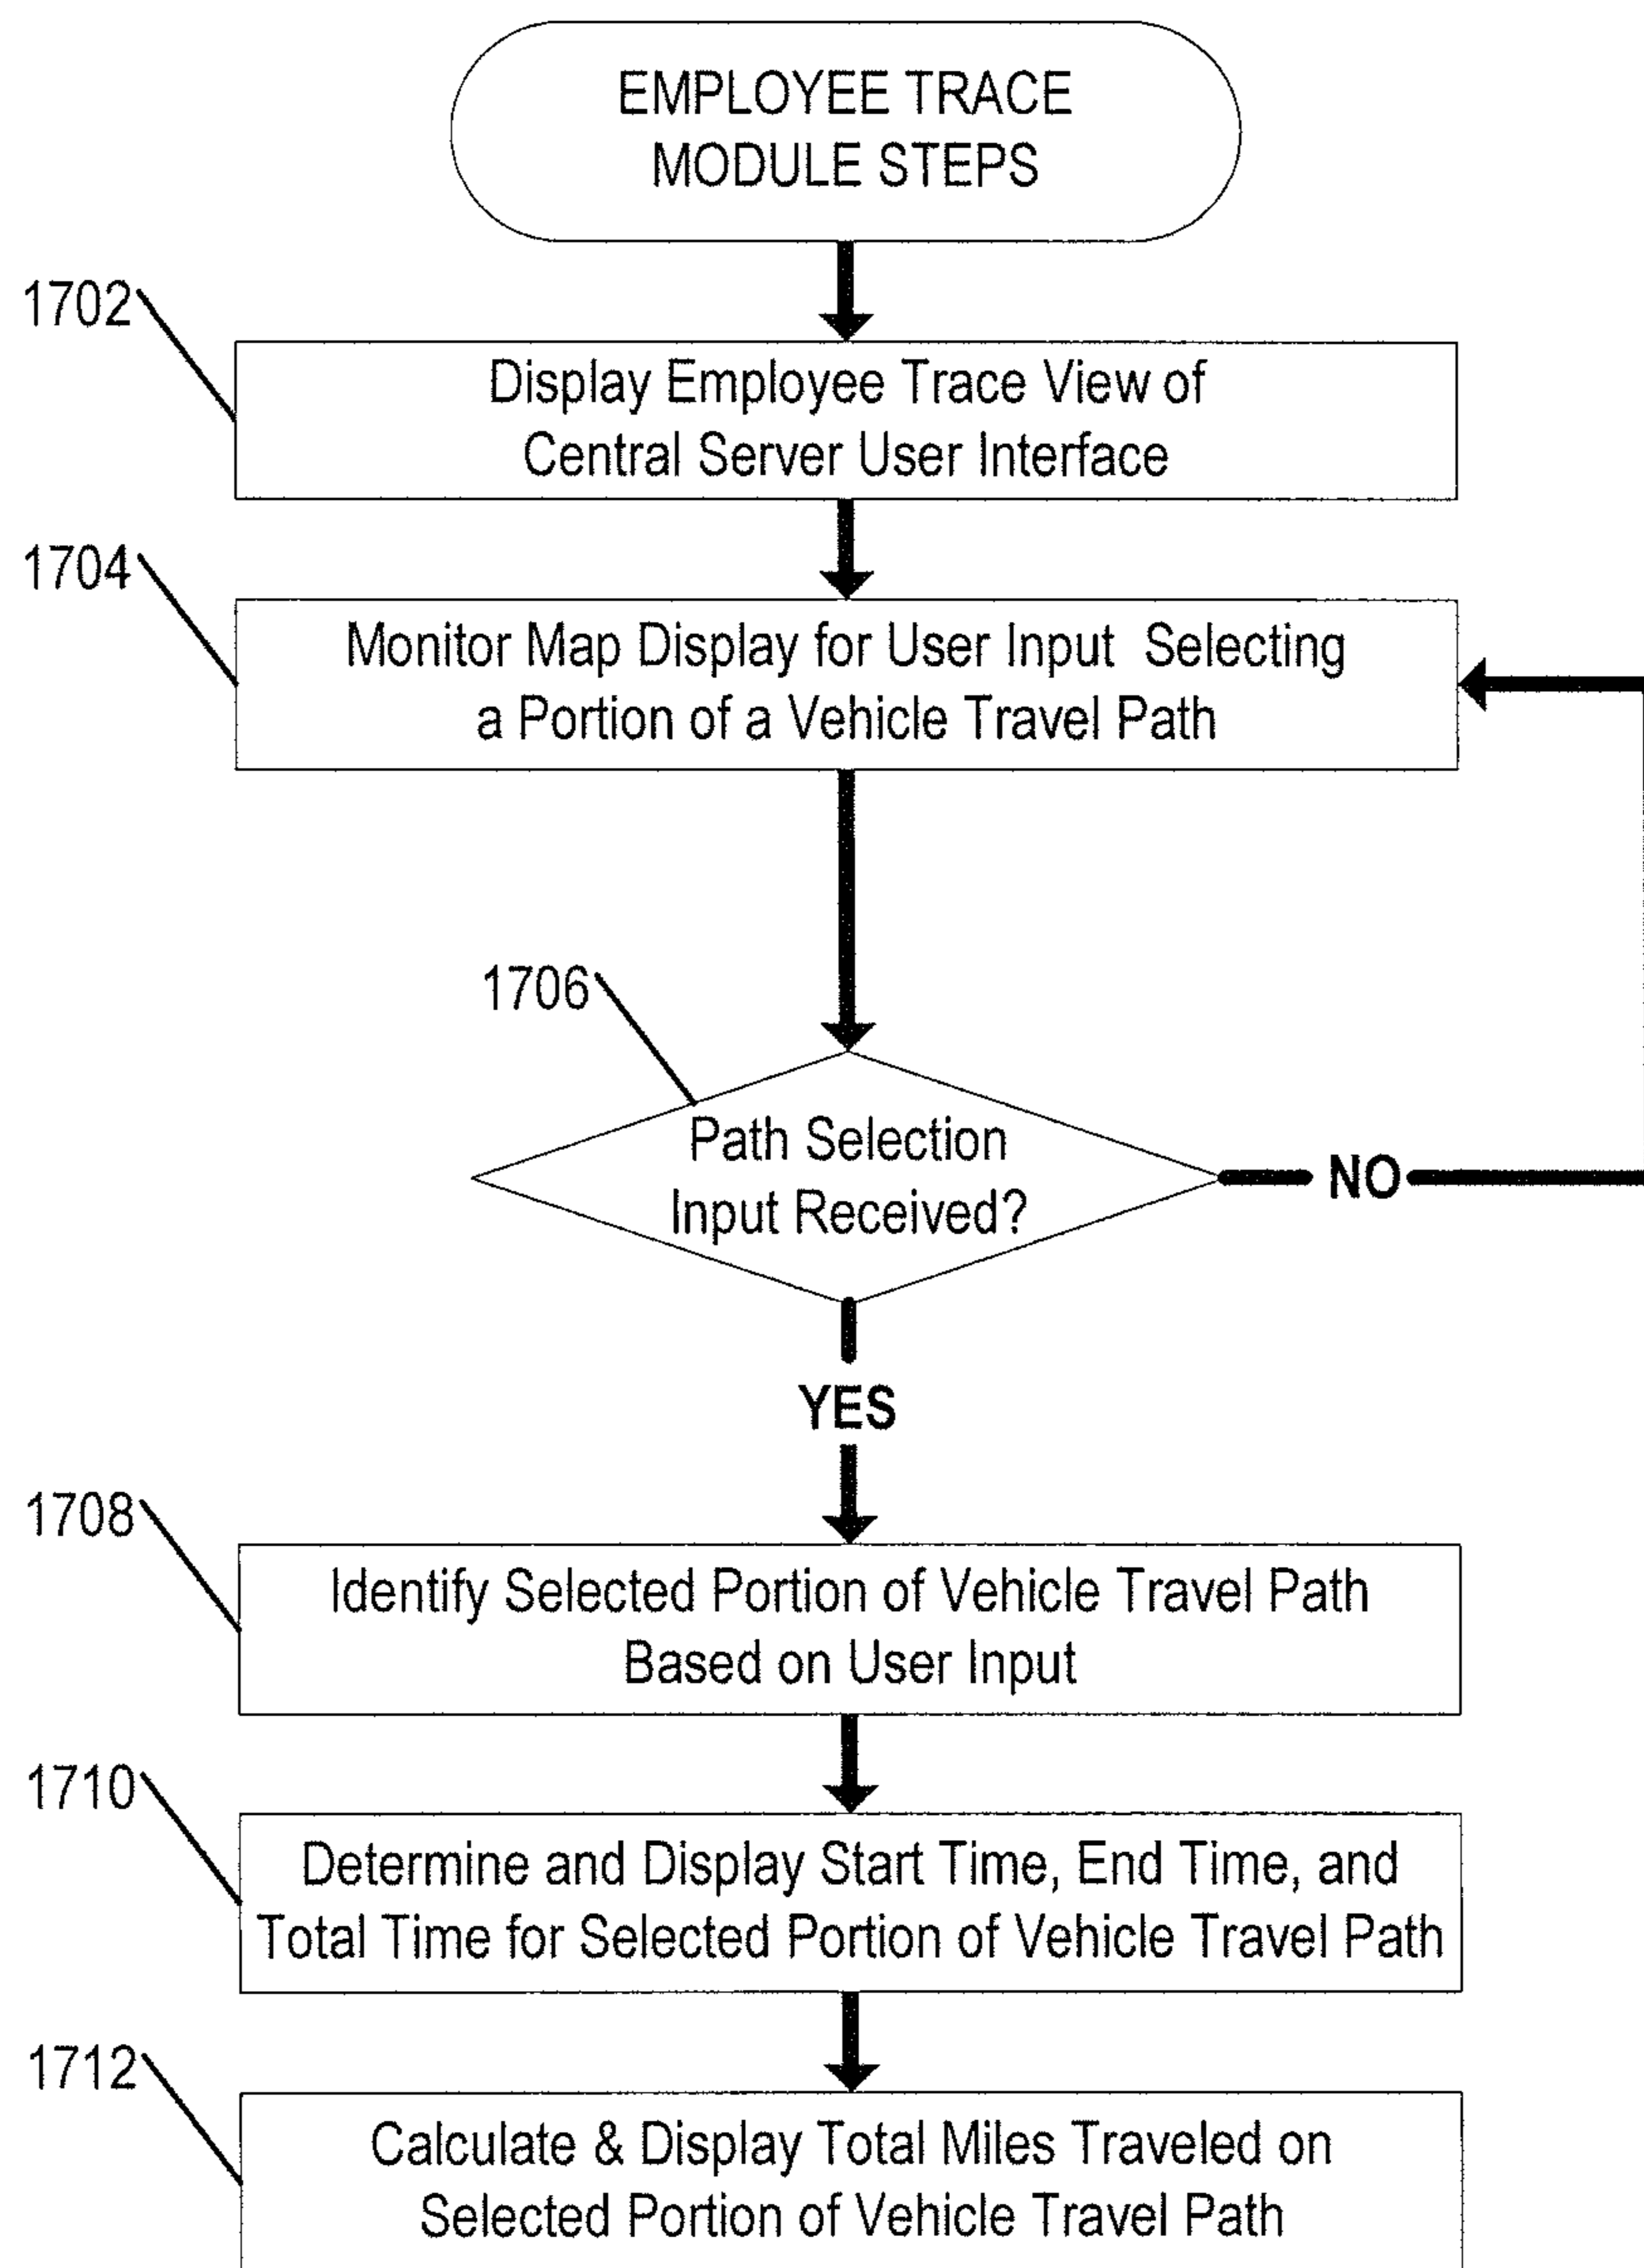 EMPLOYEE TRACE
MODULE STEPS
1702
Display Employee Trace View of
Central Server User Interface
1704
Monitor Map Display for User Input Selecting
a Portion of a Vehicle Travel Path
1706
Path Selection
Input Received?
NO
YES
1708
Identify Selected Portion of Vehicle Travel Path
Based on User Input
1710
Determine and Display Start Time, End Time, and
Total Time for Selected Portion of Vehicle Travel Path
1712
Calculate & Display Total Miles Traveled on
Selected Portion of Vehicle Travel Path